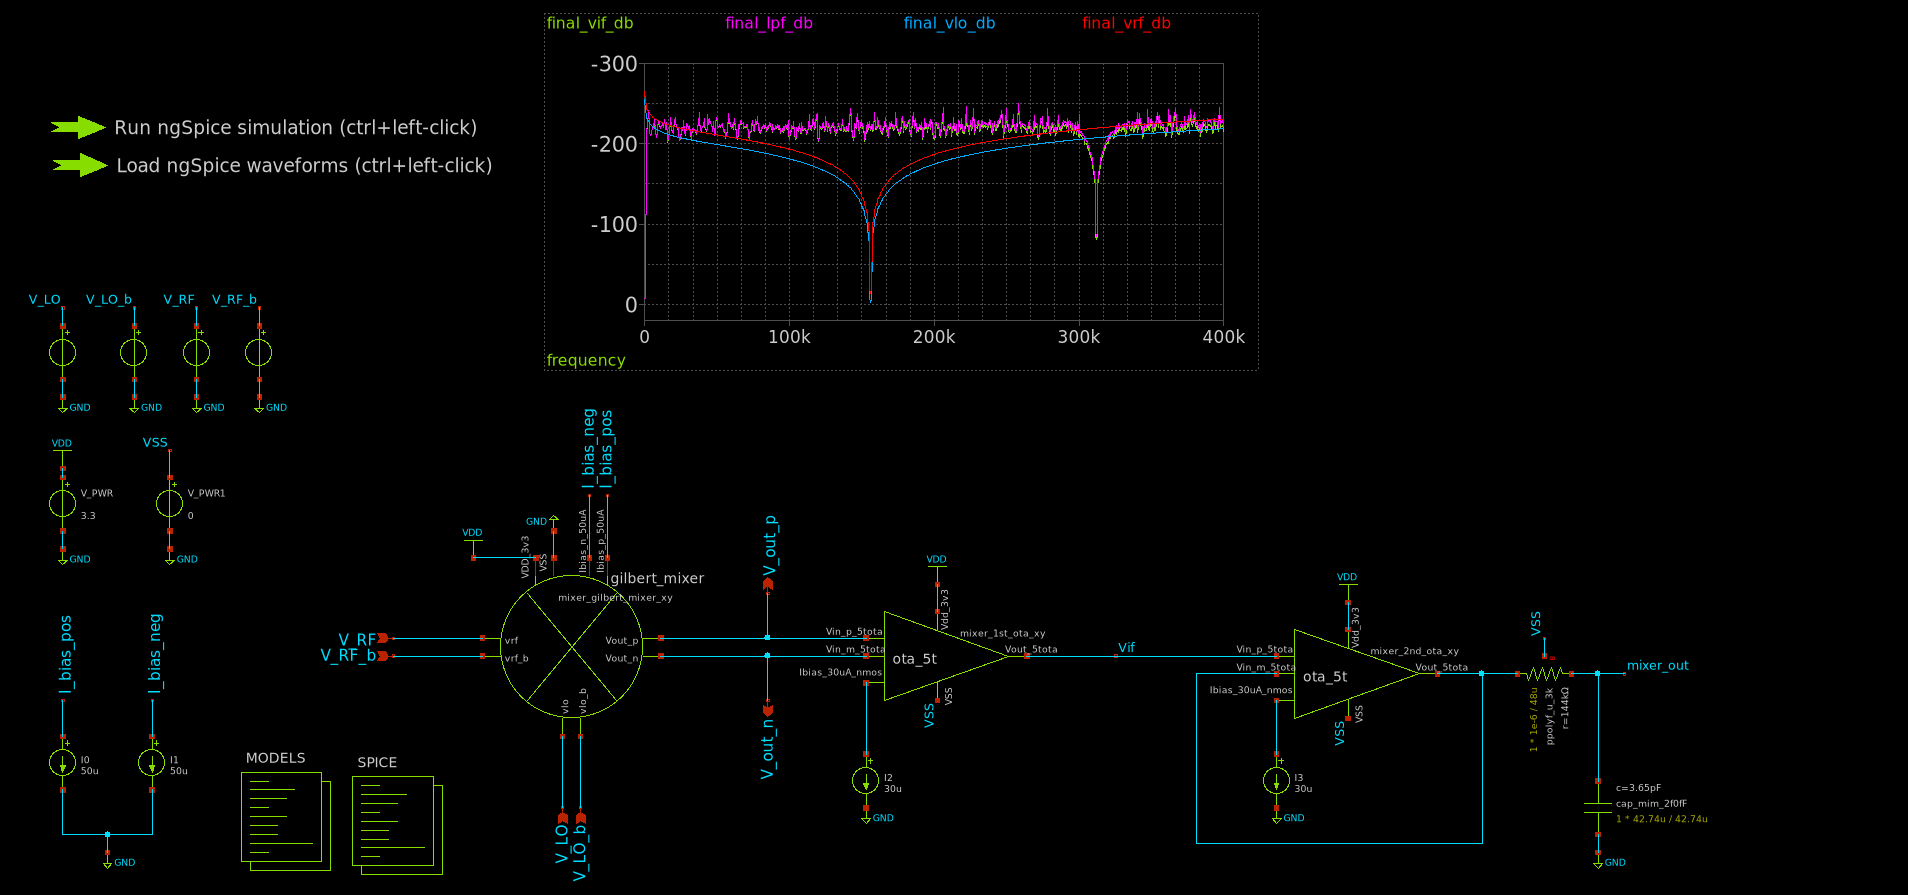 final_vif_db final_lpf_db final_vlo_db final_vrf_db
-300
-200
-100
0
0 100k 200k 300k 400k
frequency
Run ngSpice simulation (ctrl+left-click)
Load ngSpice waveforms (ctrl+left-click)
V_LO V_LO_b V_RF V_RF_b
GND GND GND GND
VDD VSS
V_PWR
3.3
V_PWR1
0
GND GND
I_bias_pos
I_bias_neg
I0
50u
I1
50u
GND
MODELS
SPICE
I_bias_neg
I_bias_pos
VDD
GND
VDD_3v3
VSS
Ibias_n_50uA
Ibias_p_50uA
gilbert_mixer
mixer_gilbert_mixer_xy
V_RF
V_RF_b
vrf
vrf_b
Vout_p
Vout_n
vlo
vlo_b
V_LO
V_LO_b
V_out_p
V_out_n
VDD
Vdd_3v3
Vin_p_5tota
Vin_m_5tota
Ibias_30uA_nmos
ota_5t
mixer_1st_ota_xy
Vout_5tota
VSS
VSS
I2
30u
GND
Vif
VDD
Vdd_3v3
Vin_p_5tota
Vin_m_5tota
Ibias_30uA_nmos
ota_5t
mixer_2nd_ota_xy
Vout_5tota
VSS
VSS
I3
30u
GND
VSS
1 * 1e-6 / 48u
ppolyf_u_3k
r=144kΩ
mixer_out
c=3.65pF
cap_mim_2f0fF
1 * 42.74u / 42.74u
GND